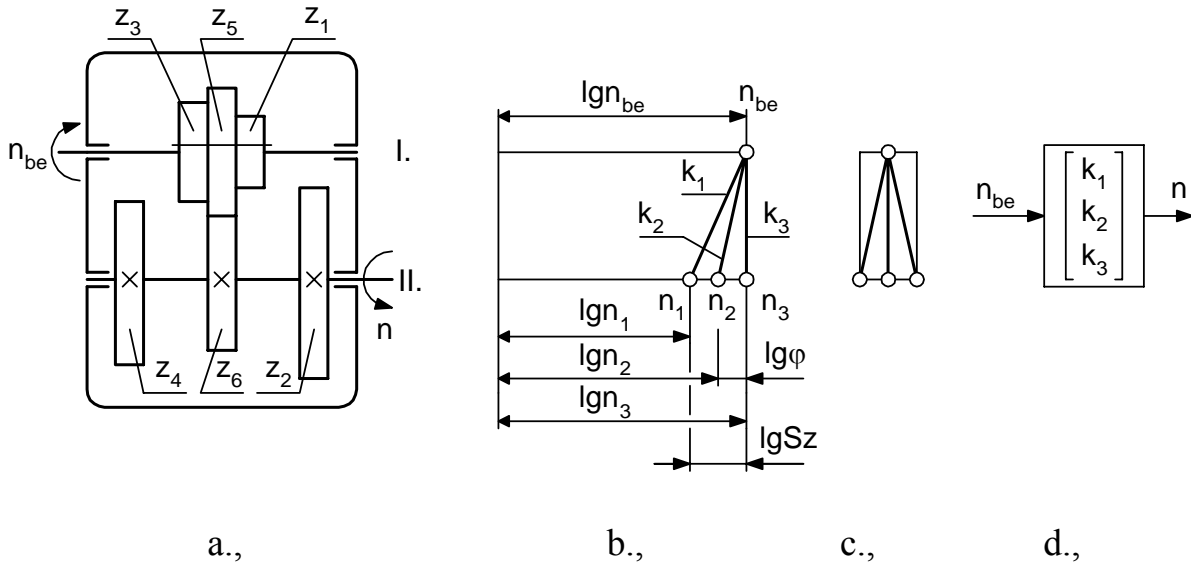 z3 z5 z1
nbe
I.
II.
n
z4 z6 z2
lgnbe nbe
k1
k2 k3
n1 n2 n3
lgn1
lgn2 lgφ
lgn3
lgSz
nbe
k1
k2
k3
n
a., b., c., d.,